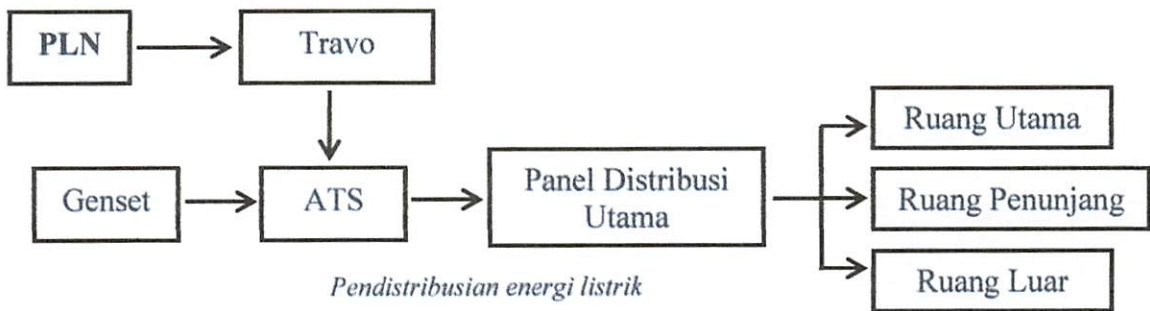 PLN
Travo
Genset
ATS
Panel Distribusi
Utama
Ruang Utama
Ruang Penunjang
Ruang Luar
Pendistribusian energi listrik